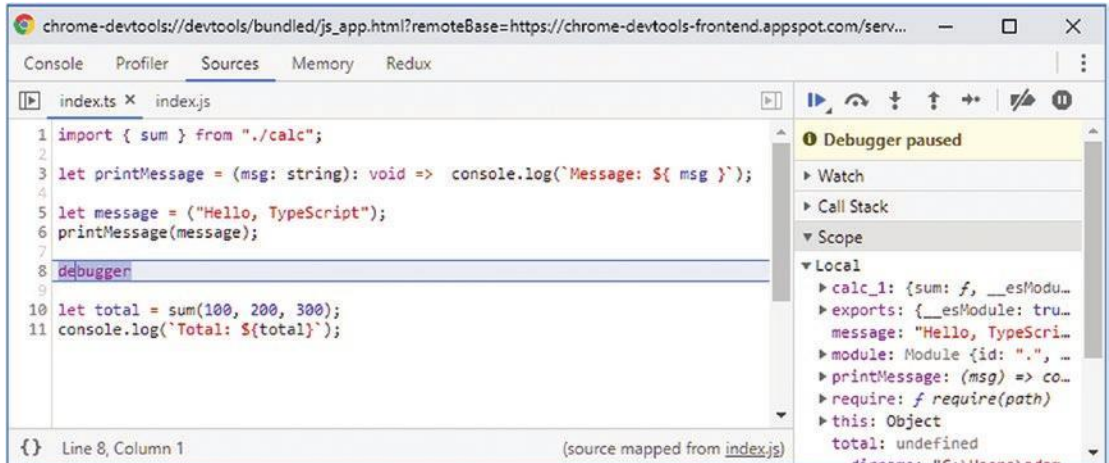 chrome-devtools://devtools/bundled/js_app.html?remoteBase=https://chrome-devtools-frontend.appspot.com/serv...
Console Profiler Sources Memory Redux
index.ts × index.js
1 import { sum } from "./calc";
2
3 let printMessage = (msg: string): void => console.log(`Message: ${ msg }`);
4
5 let message = ("Hello, TypeScript");
6 printMessage(message);
7
8 debugger
9
10 let total = sum(100, 200, 300);
11 console.log(`Total: ${total}`);
{} Line 8, Column 1 (source mapped from index.js)
Debugger paused
Watch
Call Stack
Scope
Local
calc_1: {sum: ƒ, __esModu…
exports: {__esModule: tru…
message: "Hello, TypeScri…
module: Module {id: ".", …
printMessage: (msg) => co…
require: ƒ require(path)
this: Object
total: undefined